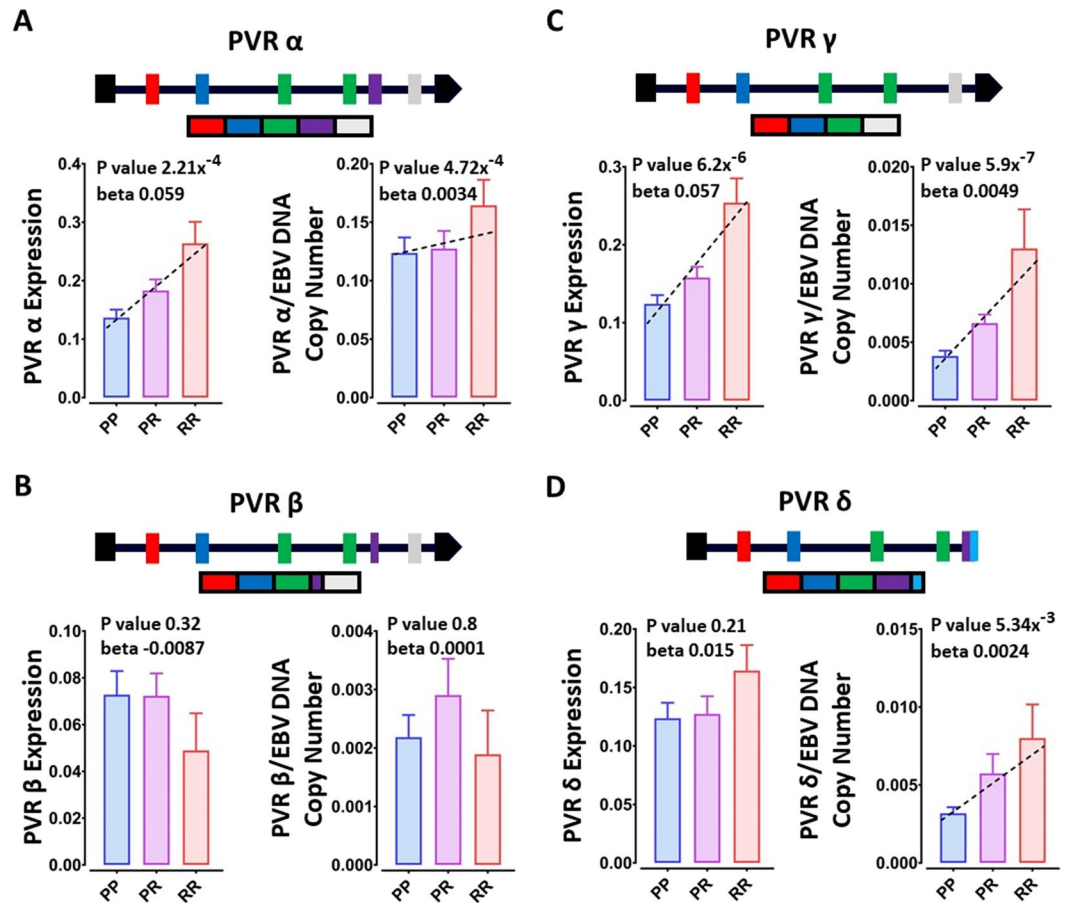 A
PVR α
P value 2.21x-4
beta 0.059
PVR α Expression
0.4
0.3
0.2
0.1
0.0
PP
PR
RR
P value 4.72x-4
beta 0.0034
PVR α/EBV DNA
Copy Number
0.20
0.15
0.10
0.05
0.00
PP
PR
RR
C
PVR γ
P value 6.2x-6
beta 0.057
PVR γ Expression
0.3
0.2
0.1
0.0
PP
PR
RR
P value 5.9x-7
beta 0.0049
PVR γ/EBV DNA
Copy Number
0.020
0.015
0.010
0.005
0.000
PP
PR
RR
B
PVR β
P value 0.32
beta -0.0087
PVR β Expression
0.10
0.08
0.06
0.04
0.02
0.00
PP
PR
RR
P value 0.8
beta 0.0001
PVR β/EBV DNA
Copy Number
0.004
0.003
0.002
0.001
0.000
PP
PR
RR
D
PVR δ
P value 0.21
beta 0.015
PVR δ Expression
0.20
0.15
0.10
0.05
0.00
PP
PR
RR
P value 5.34x-3
beta 0.0024
PVR δ/EBV DNA
Copy Number
0.015
0.010
0.005
0.000
PP
PR
RR